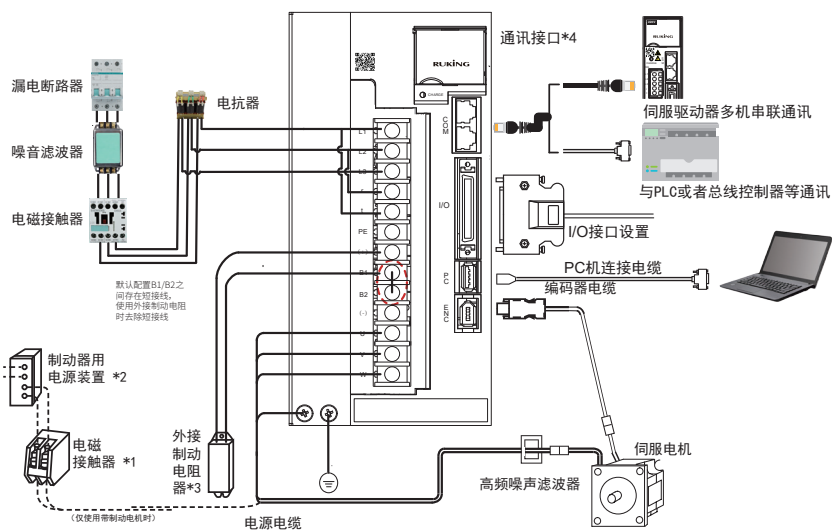 通讯接口*4
RUKING
RUKING
CHARGE
漏电断路器
电抗器
COM
伺服驱动器多机串联通讯
噪音滤波器
L1
L2
L3
r
t
I/O
与PLC或者总线控制器等通讯
电磁接触器
PE
(+)
I/O接口设置
B1
B2
(-)
PC
PC机连接电缆
编码器电缆
ENC
默认配置B1/B2之
间存在短接线,
使用外接制动电阻
时去除短接线
U
V
W
制动器用
电源装置 *2
电磁
接触器 *1
外接
制动
电阻
器*3
伺服电机
高频噪声滤波器
(仅使用带制动电机时)
电源电缆